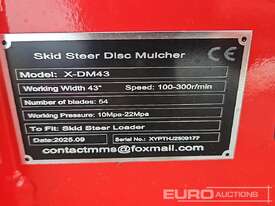 Skid Steer Disc Mulcher CE
Model: X-DM43
Working Width 43" Speed: 100-300r/min
Number of blades: 54
Working Pressure: 10Mpa-22Mpa
To Fit: Skid Steer Loader
Date:2025.09 Serial: XYPTHJ2509177
contactmms@foxmail.com
EURO AUCTIONS